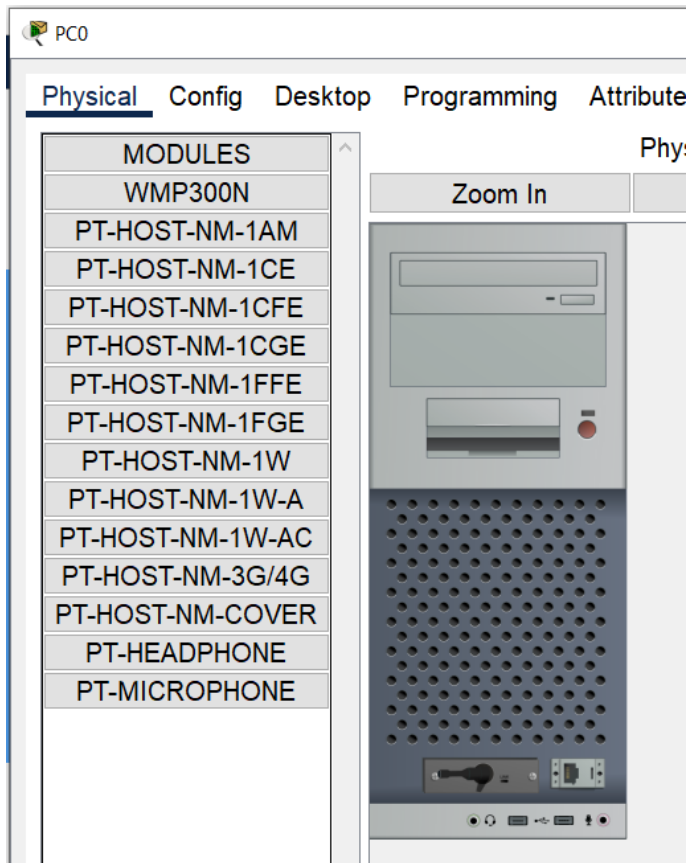 PC0
Physical Config Desktop Programming Attribute
MODULES
WMP300N
PT-HOST-NM-1AM
PT-HOST-NM-1CE
PT-HOST-NM-1CFE
PT-HOST-NM-1CGE
PT-HOST-NM-1FFE
PT-HOST-NM-1FGE
PT-HOST-NM-1W
PT-HOST-NM-1W-A
PT-HOST-NM-1W-AC
PT-HOST-NM-3G/4G
PT-HOST-NM-COVER
PT-HEADPHONE
PT-MICROPHONE
Phys
Zoom In